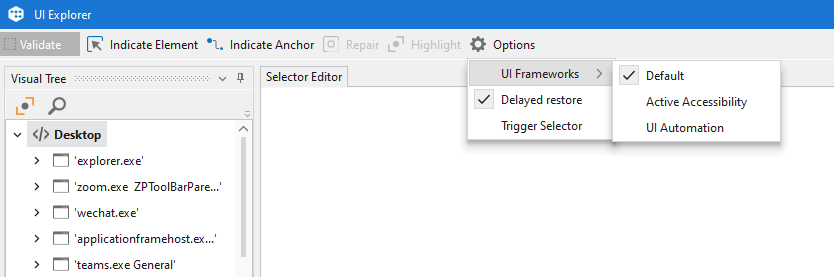 UI Explorer
Validate Indicate Element Indicate Anchor Repair Highlight Options
Visual Tree
Selector Editor
UI Frameworks
Delayed restore
Trigger Selector
Default
Active Accessibility
UI Automation
</> Desktop
'explorer.exe'
'zoom.exe ZPToolBarPare...'
'wechat.exe'
'applicationframehost.ex...'
'teams.exe General'